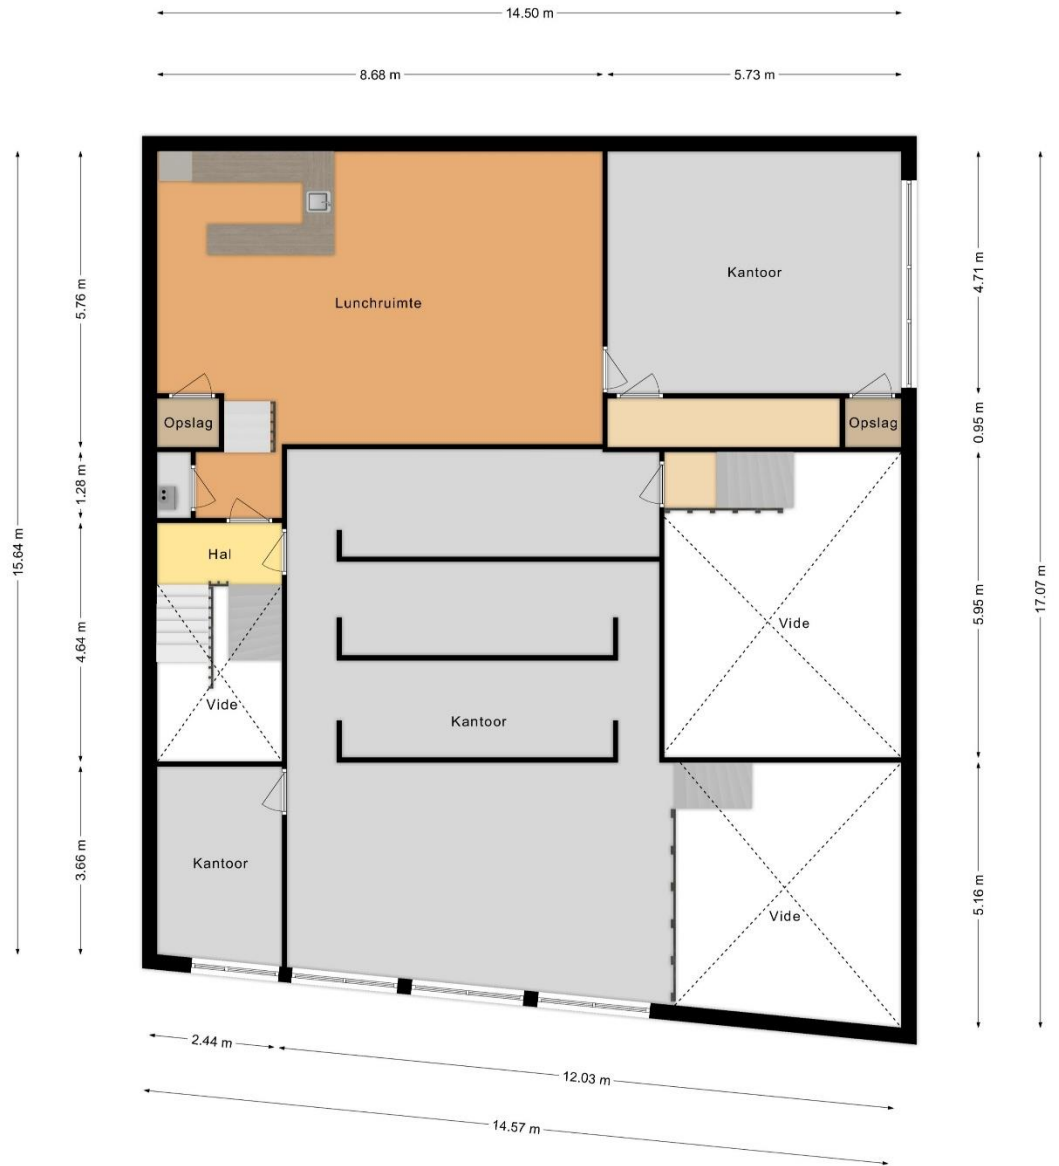 14.50 m
8.68 m
5.73 m
5.76 m
1.28 m
4.64 m
3.66 m
15.64 m
4.71 m
0.95 m
5.95 m
5.16 m
17.07 m
Kantoor
Lunchruimte
Opslag
Opslag
Hal
Vide
Vide
Kantoor
Kantoor
Vide
2.44 m
12.03 m
14.57 m